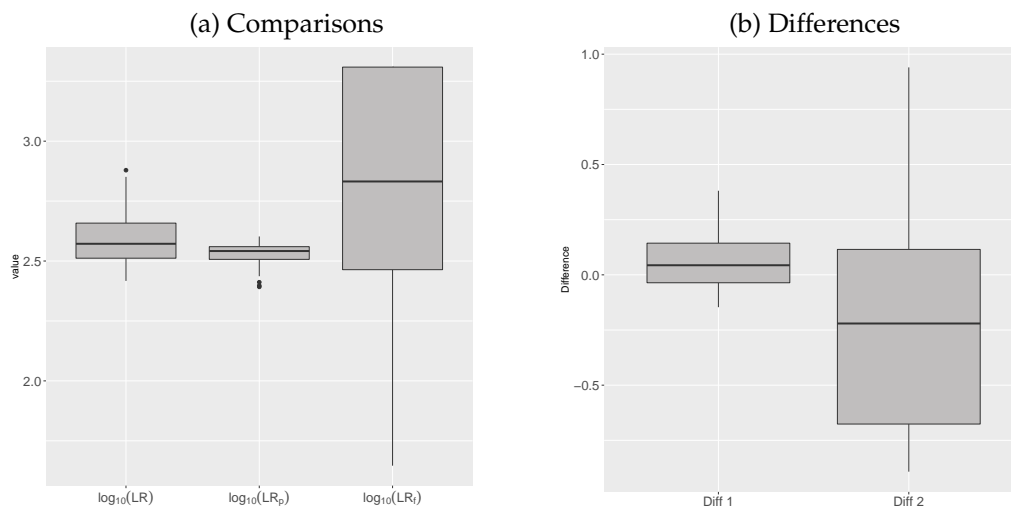 (a) Comparisons
(b) Differences
value
3.0
2.5
2.0
log₁₀(LR)
log₁₀(LRₚ)
log₁₀(LR_f)
Difference
1.0
0.5
0.0
−0.5
Diff 1
Diff 2